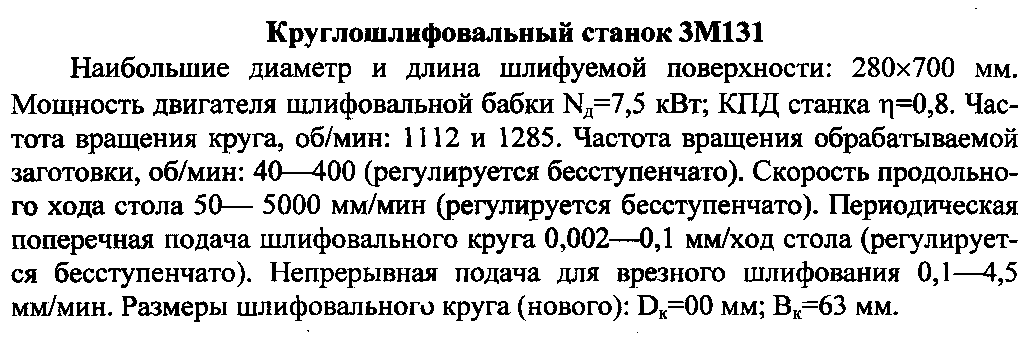 Круглошлифовальный станок 3М131
Наибольшие диаметр и длина шлифуемой поверхности: 280×700 мм.
Мощность двигателя шлифовальной бабки Nд=7,5 кВт; КПД станка η=0,8. Час-
тота вращения круга, об/мин: 1112 и 1285. Частота вращения обрабатываемой
заготовки, об/мин: 40—400 (регулируется бесступенчато). Скорость продольно-
го хода стола 50— 5000 мм/мин (регулируется бесступенчато). Периодическая
поперечная подача шлифовального круга 0,002—0,1 мм/ход стола (регулирует-
ся бесступенчато). Непрерывная подача для врезного шлифования 0,1—4,5
мм/мин. Размеры шлифовального круга (нового): Dк=00 мм; Bк=63 мм.